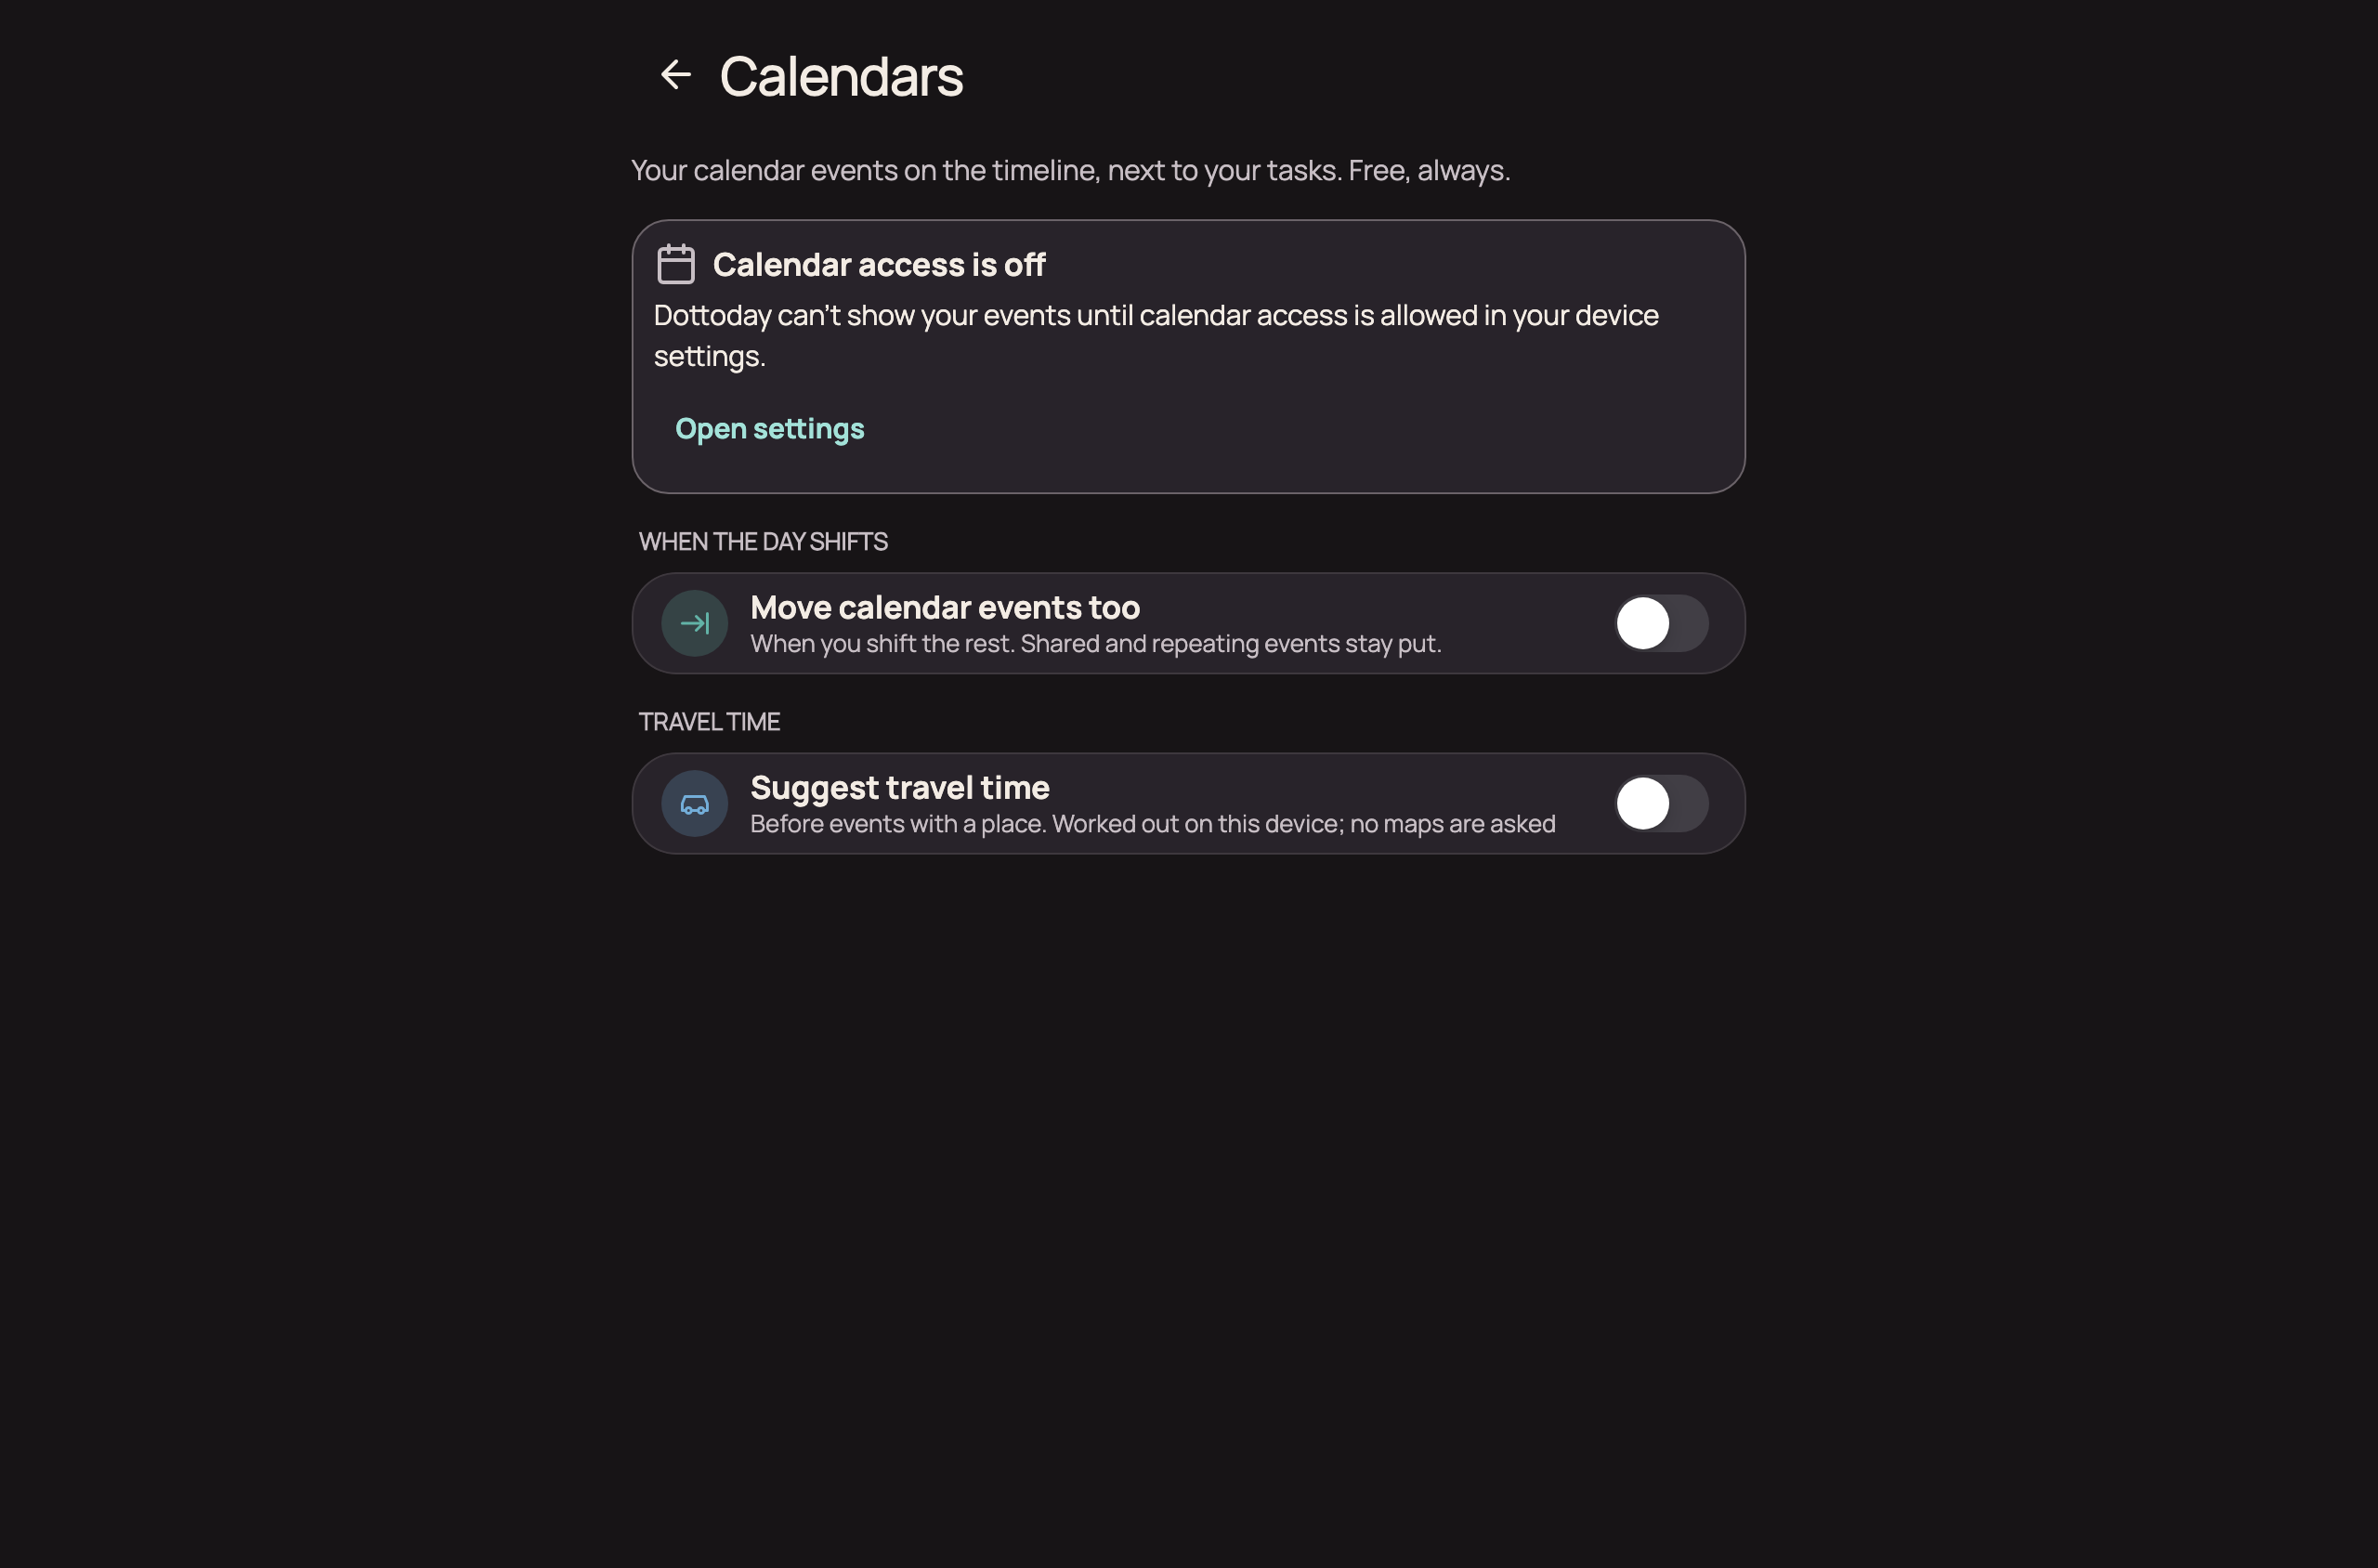 Calendars
Your calendar events on the timeline, next to your tasks. Free, always.
Calendar access is off
Dottoday can’t show your events until calendar access is allowed in your device
settings.
Open settings
WHEN THE DAY SHIFTS
Move calendar events too
When you shift the rest. Shared and repeating events stay put.
TRAVEL TIME
Suggest travel time
Before events with a place. Worked out on this device; no maps are asked